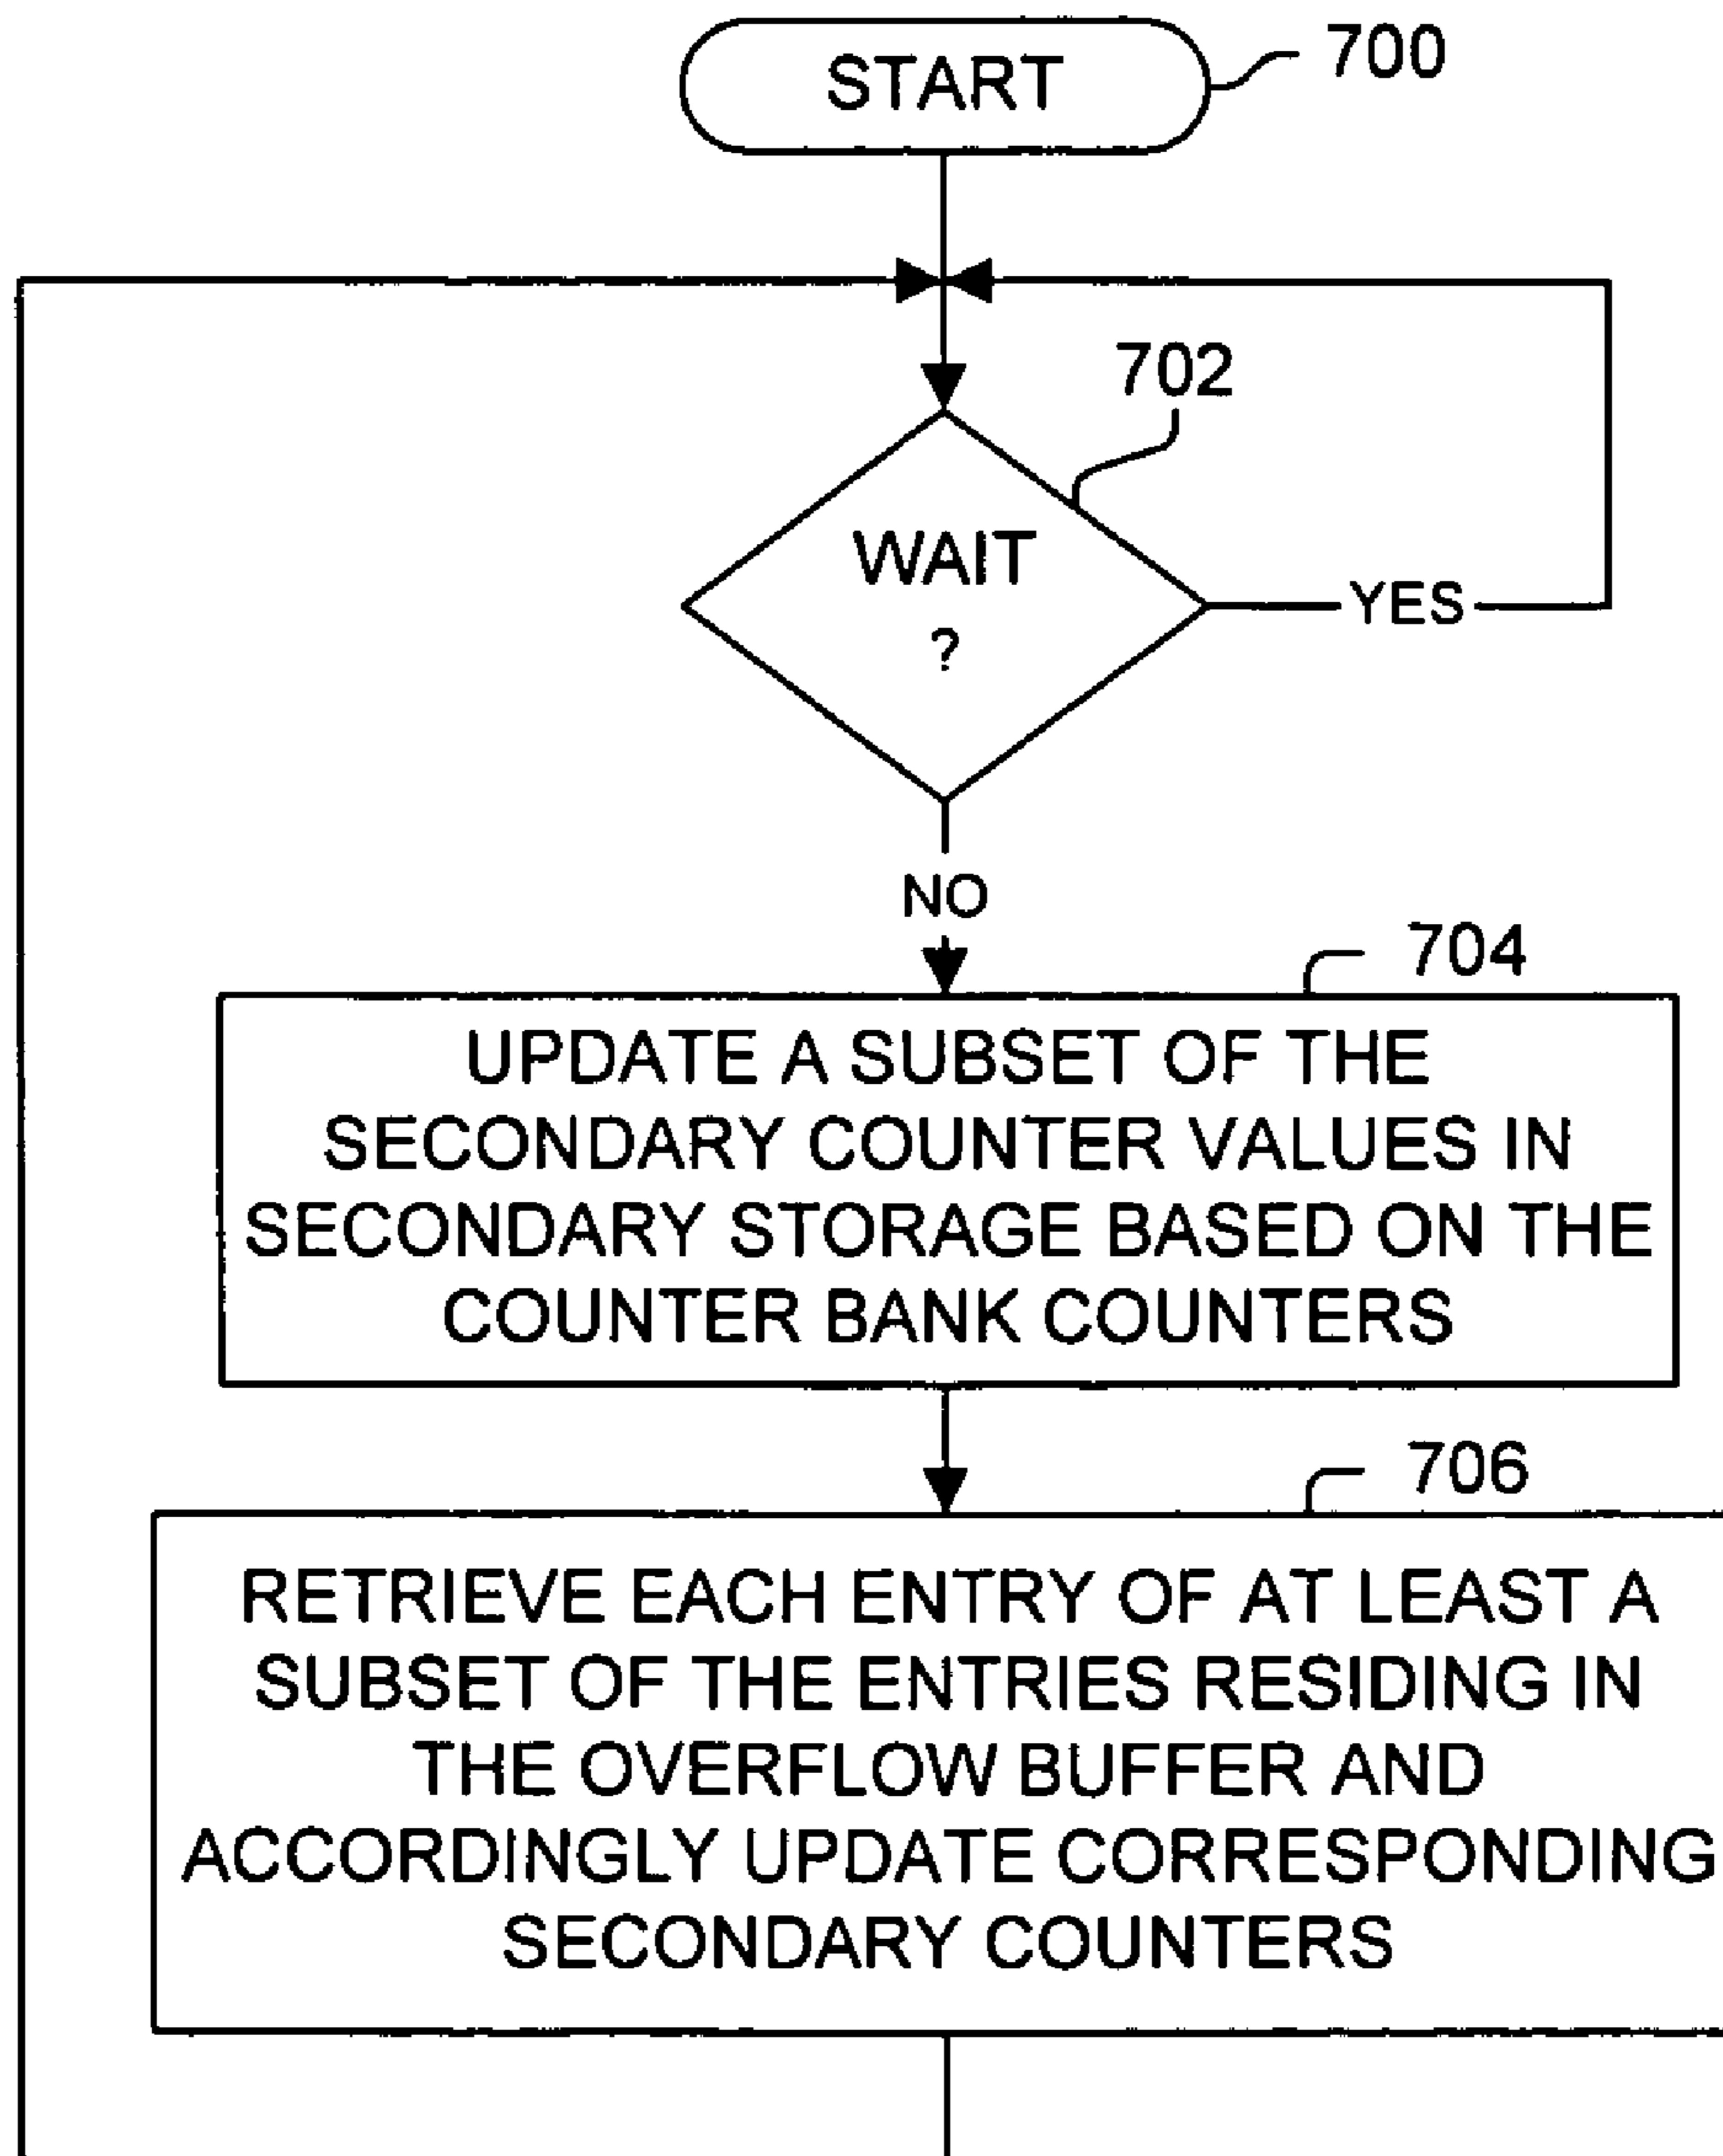 START
700
702
WAIT
?
YES
NO
704
UPDATE A SUBSET OF THE
SECONDARY COUNTER VALUES IN
SECONDARY STORAGE BASED ON THE
COUNTER BANK COUNTERS
706
RETRIEVE EACH ENTRY OF AT LEAST A
SUBSET OF THE ENTRIES RESIDING IN
THE OVERFLOW BUFFER AND
ACCORDINGLY UPDATE CORRESPONDING
SECONDARY COUNTERS